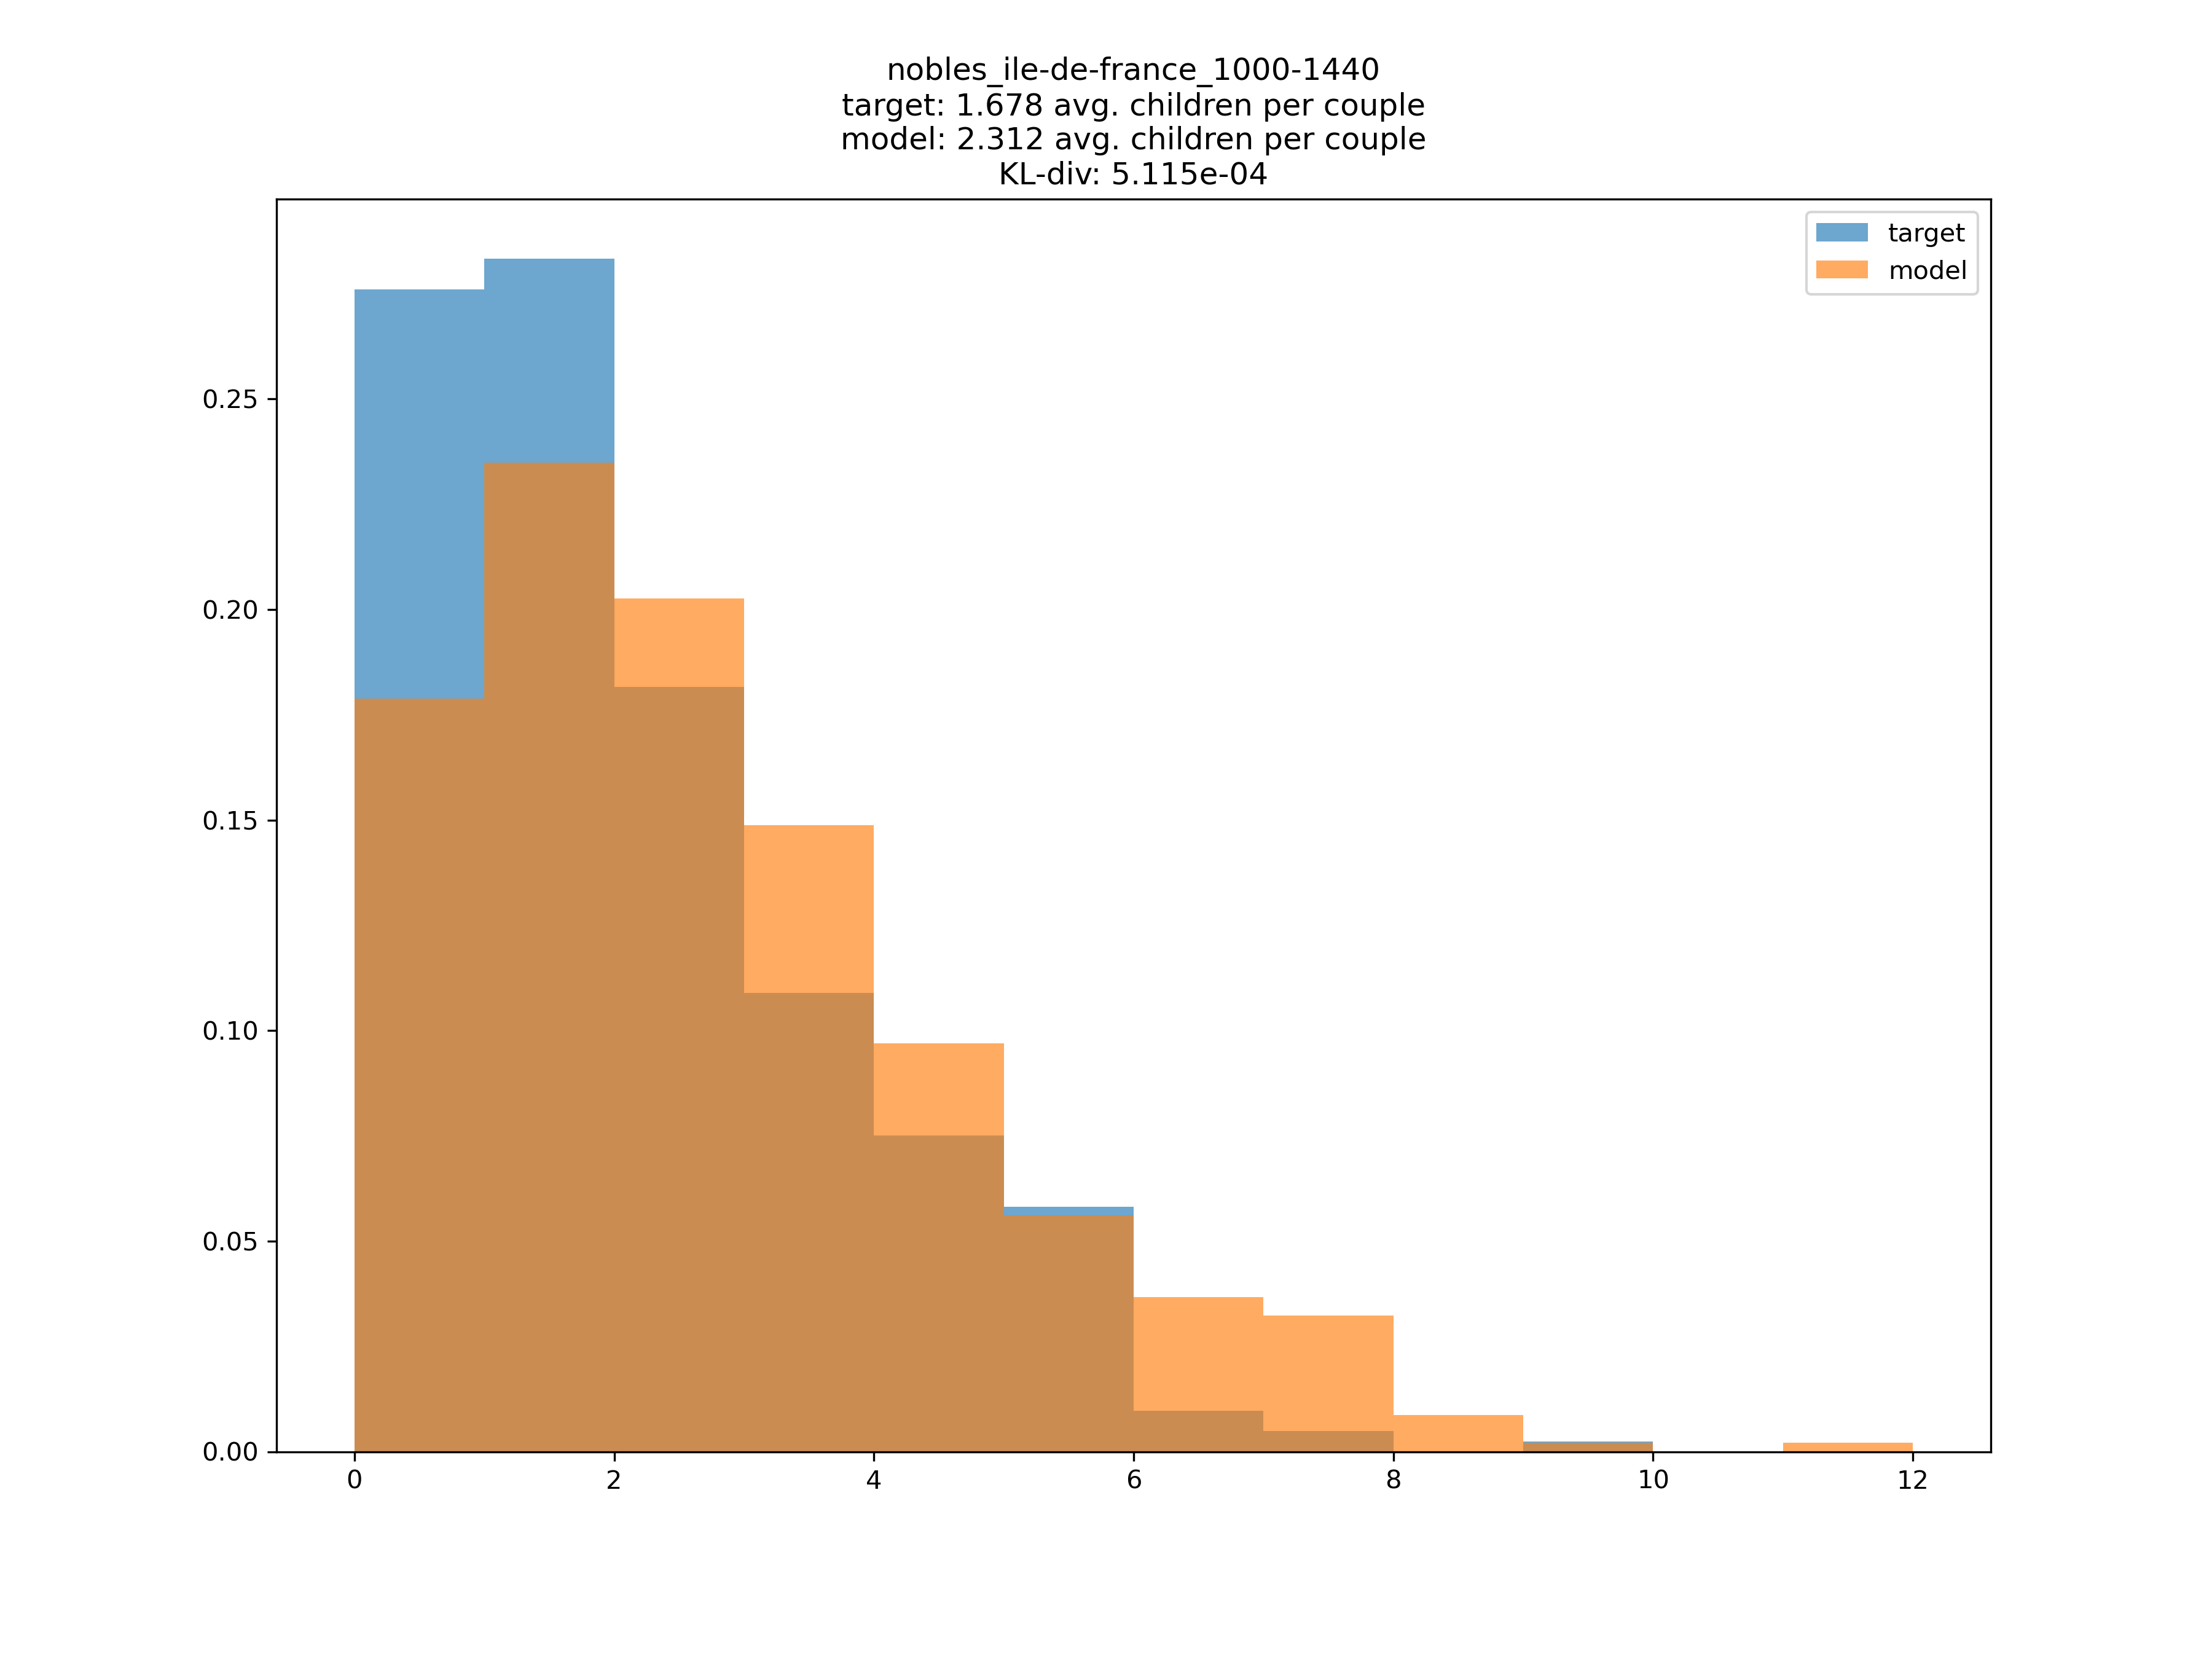 nobles_ile-de-france_1000-1440
target: 1.678 avg. children per couple
model: 2.312 avg. children per couple
KL-div: 5.115e-04
target
model
0.25
0.20
0.15
0.10
0.05
0.00
0 2 4 6 8 10 12